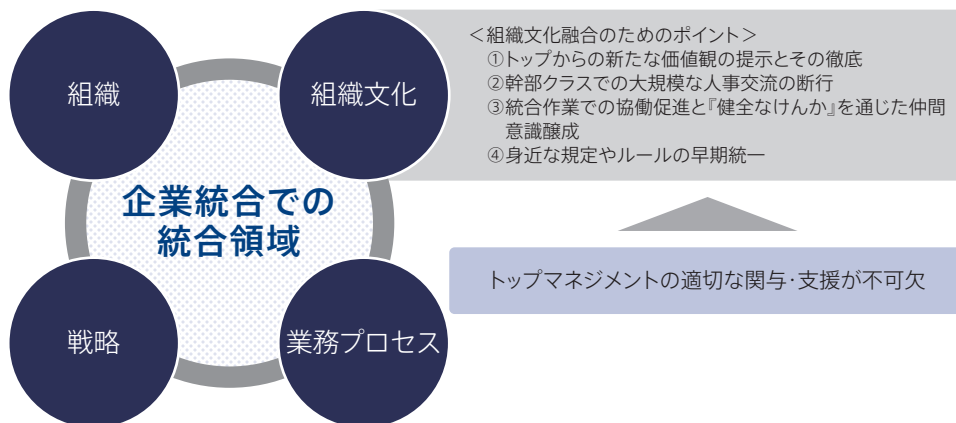 組織
組織文化
企業統合での
統合領域
戦略
業務プロセス
＜組織文化融合のためのポイント＞
①トップからの新たな価値観の提示とその徹底
②幹部クラスでの大規模な人事交流の断行
③統合作業での協働促進と『健全なけんか』を通じた仲間
意識醸成
④身近な規定やルールの早期統一
トップマネジメントの適切な関与・支援が不可欠